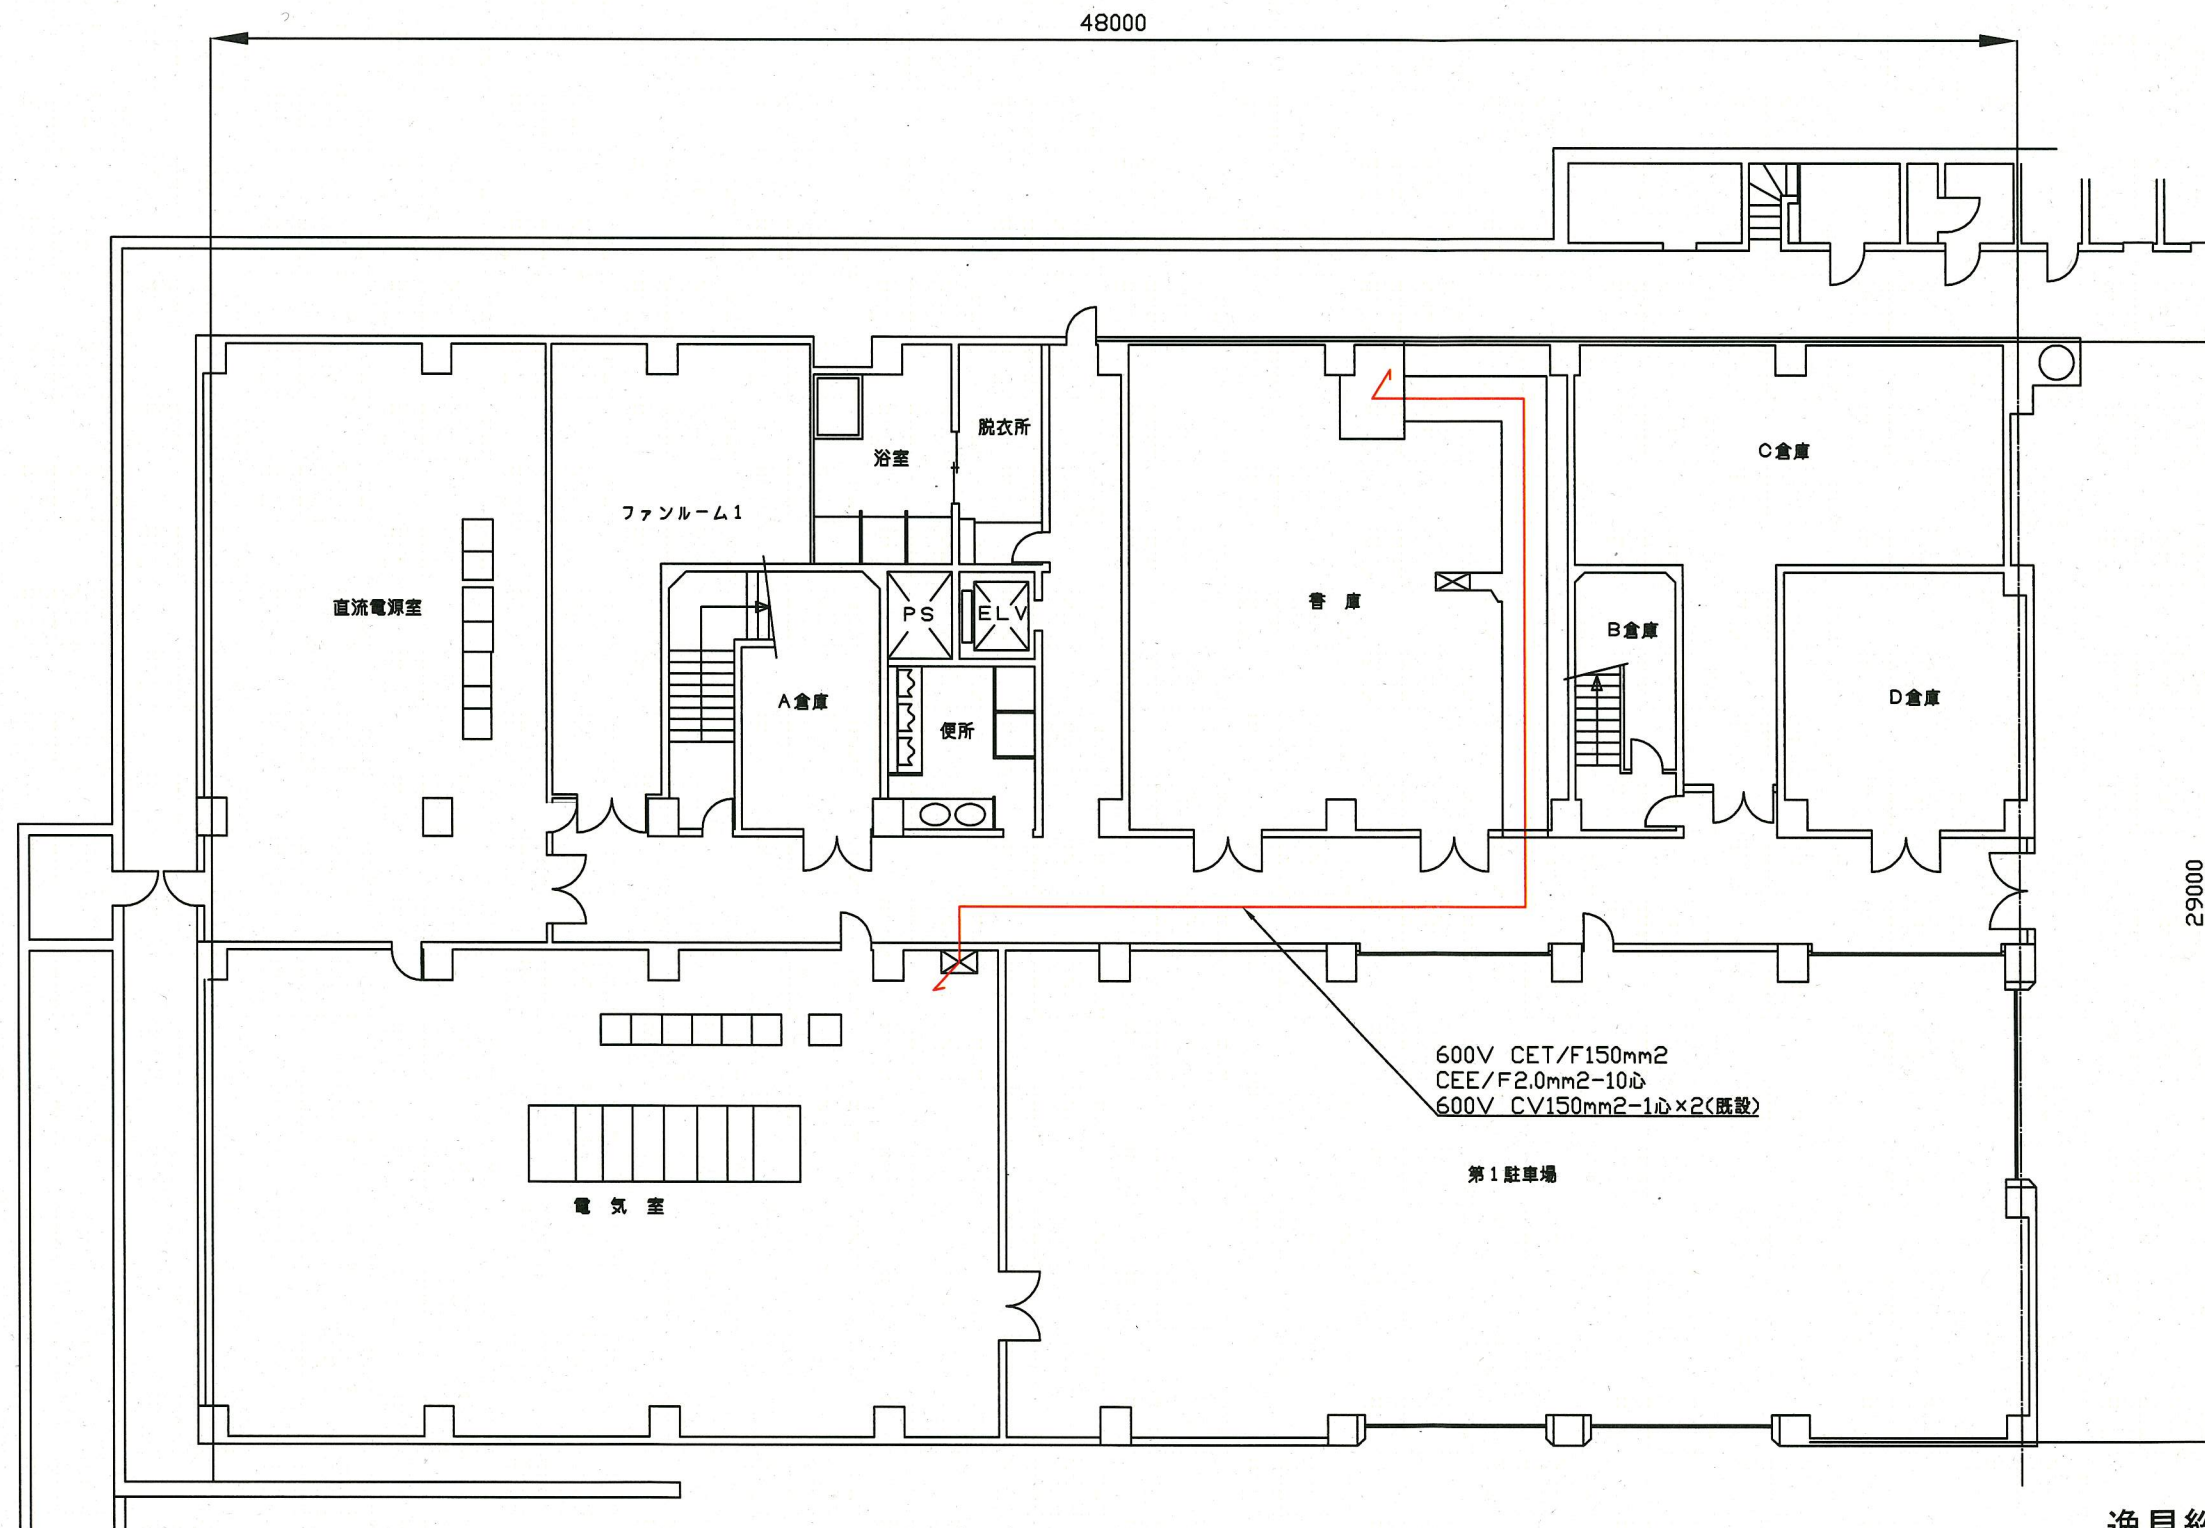 48000
脱衣所
浴室
C倉庫
ファンルーム1
直流電源室
書 庫
PS
ELV
B倉庫
A倉庫
D倉庫
便所
29000
600V CET/F150mm2
CEE/F2.0mm2-10心
600V CV150mm2-1心×2(既設)
第1駐車場
電 気 室